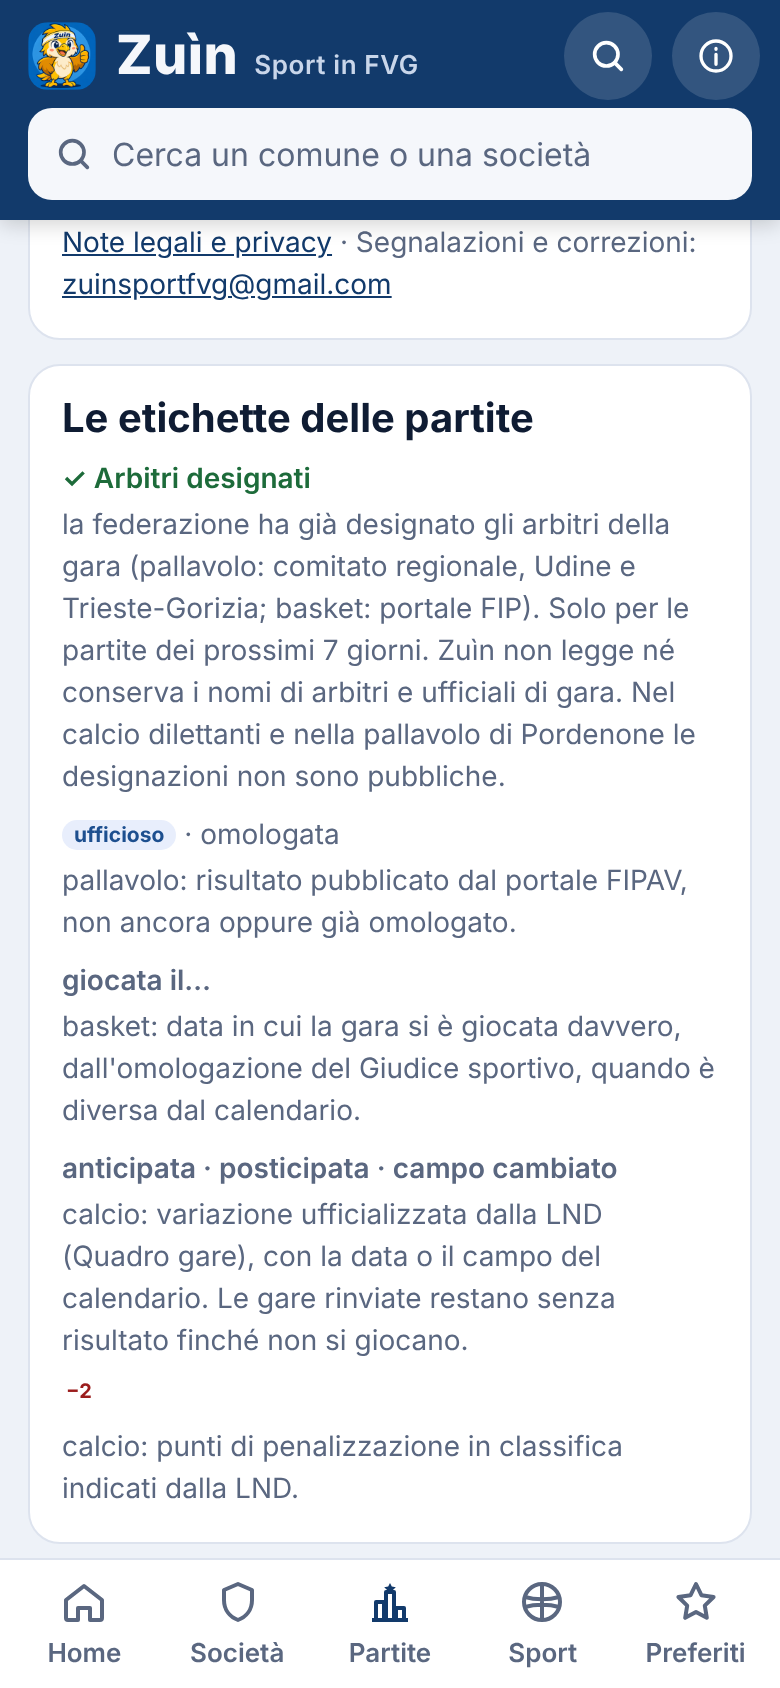 Zuìn
Zuìn Sport in FVG
Cerca un comune o una società
Note legali e privacy · Segnalazioni e correzioni:
zuinsportfvg@gmail.com
Le etichette delle partite
✓ Arbitri designati
la federazione ha già designato gli arbitri della
gara (pallavolo: comitato regionale, Udine e
Trieste-Gorizia; basket: portale FIP). Solo per le
partite dei prossimi 7 giorni. Zuìn non legge né
conserva i nomi di arbitri e ufficiali di gara. Nel
calcio dilettanti e nella pallavolo di Pordenone le
designazioni non sono pubbliche.
ufficioso · omologata
pallavolo: risultato pubblicato dal portale FIPAV,
non ancora oppure già omologato.
giocata il...
basket: data in cui la gara si è giocata davvero,
dall'omologazione del Giudice sportivo, quando è
diversa dal calendario.
anticipata · posticipata · campo cambiato
calcio: variazione ufficializzata dalla LND
(Quadro gare), con la data o il campo del
calendario. Le gare rinviate restano senza
risultato finché non si giocano.
−2
calcio: punti di penalizzazione in classifica
indicati dalla LND.
Home Società Partite Sport Preferiti